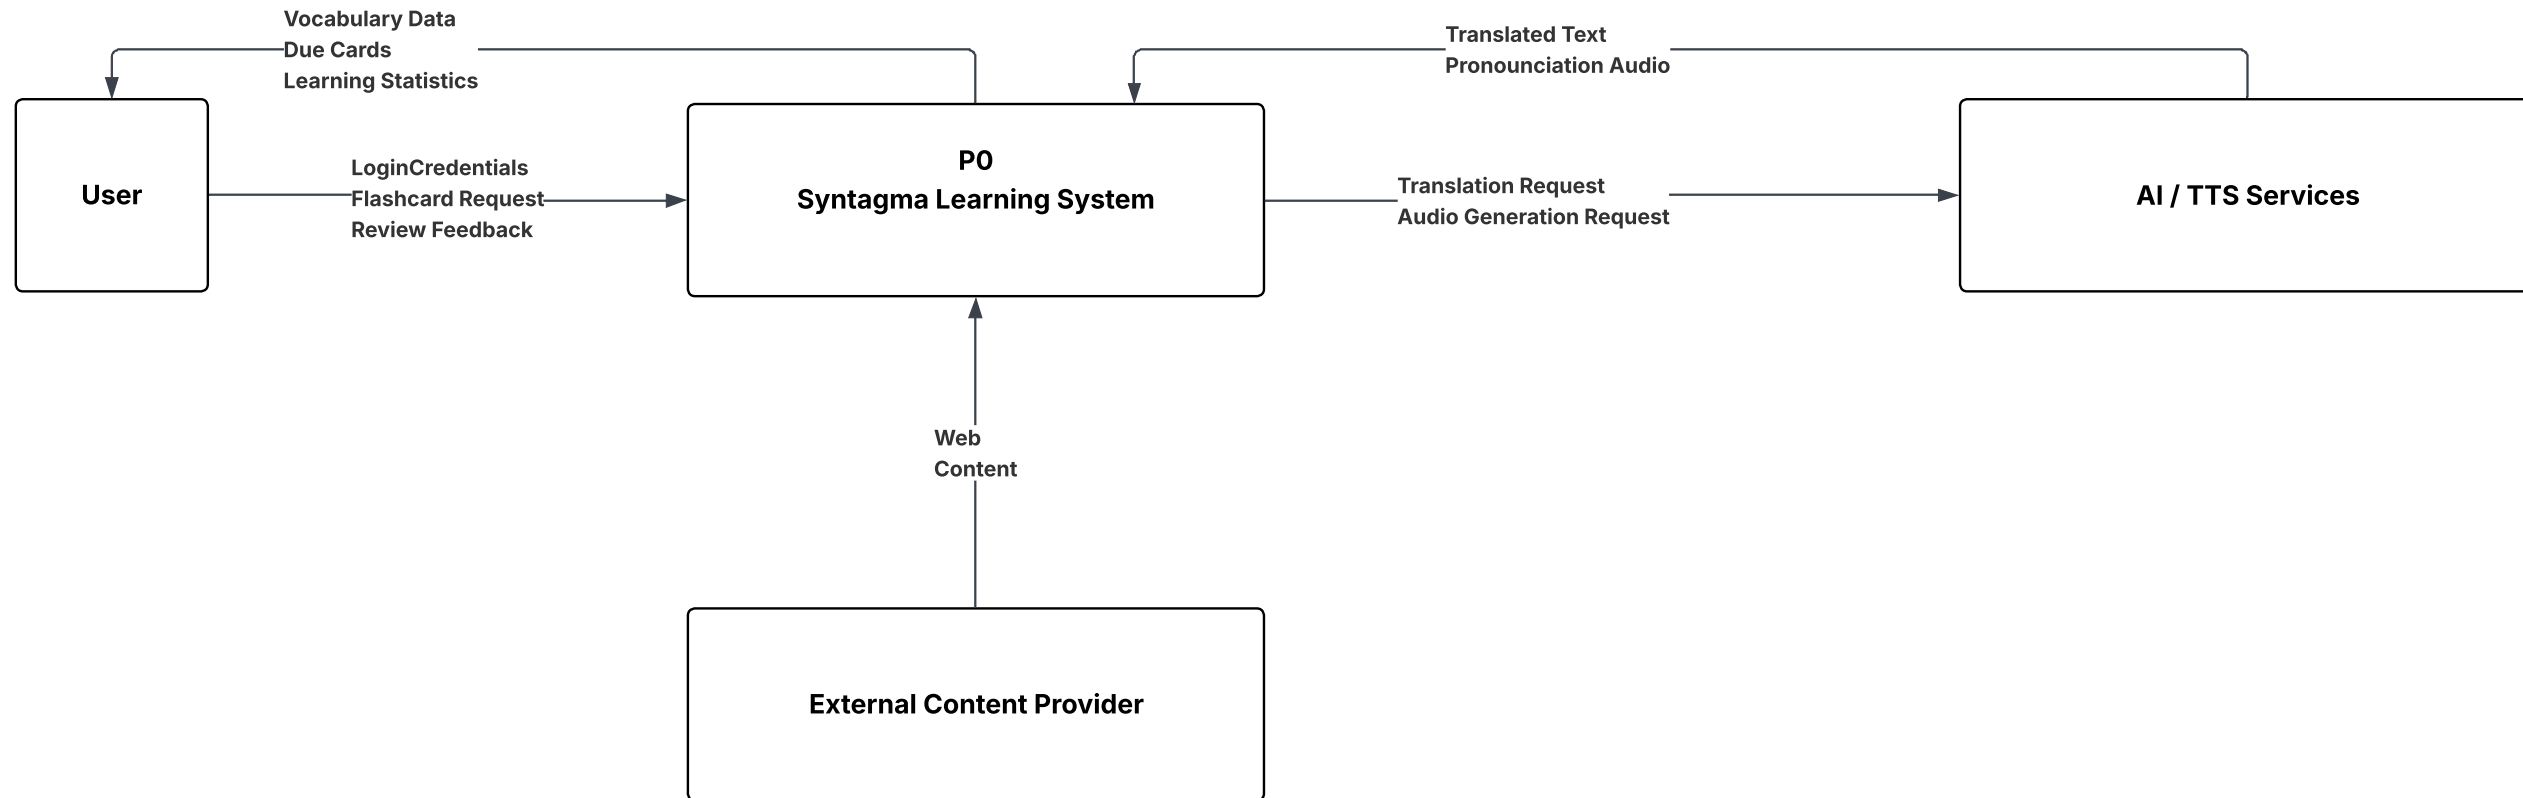 Vocabulary Data
Due Cards
Learning Statistics
Translated Text
Pronounciation Audio
User
LoginCredentials
Flashcard Request
Review Feedback
P0
Syntagma Learning System
Translation Request
Audio Generation Request
AI / TTS Services
Web
Content
External Content Provider